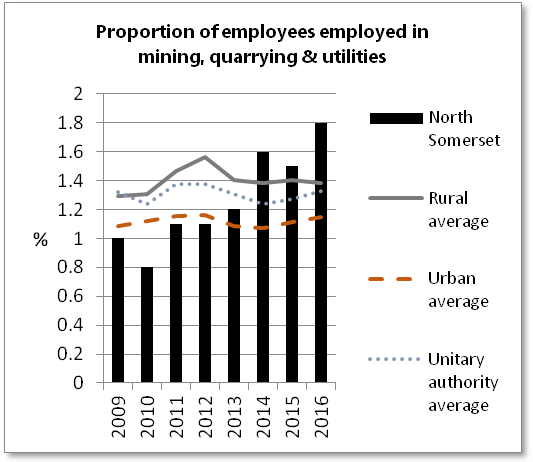 Proportion of employees employed in
mining, quarrying & utilities
2
1.8
1.6
1.4
1.2
1
0.8
0.6
0.4
0.2
0
%
2009
2010
2011
2012
2013
2014
2015
2016
North
Somerset
Rural
average
Urban
average
Unitary
authority
average